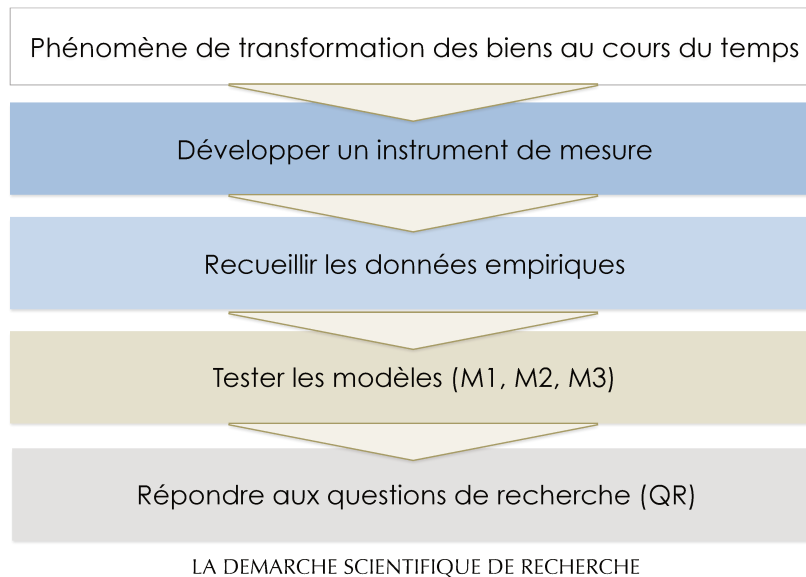 Phénomène de transformation des biens au cours du temps
Développer un instrument de mesure
Recueillir les données empiriques
Tester les modèles (M1, M2, M3)
Répondre aux questions de recherche (QR)
LA DEMARCHE SCIENTIFIQUE DE RECHERCHE